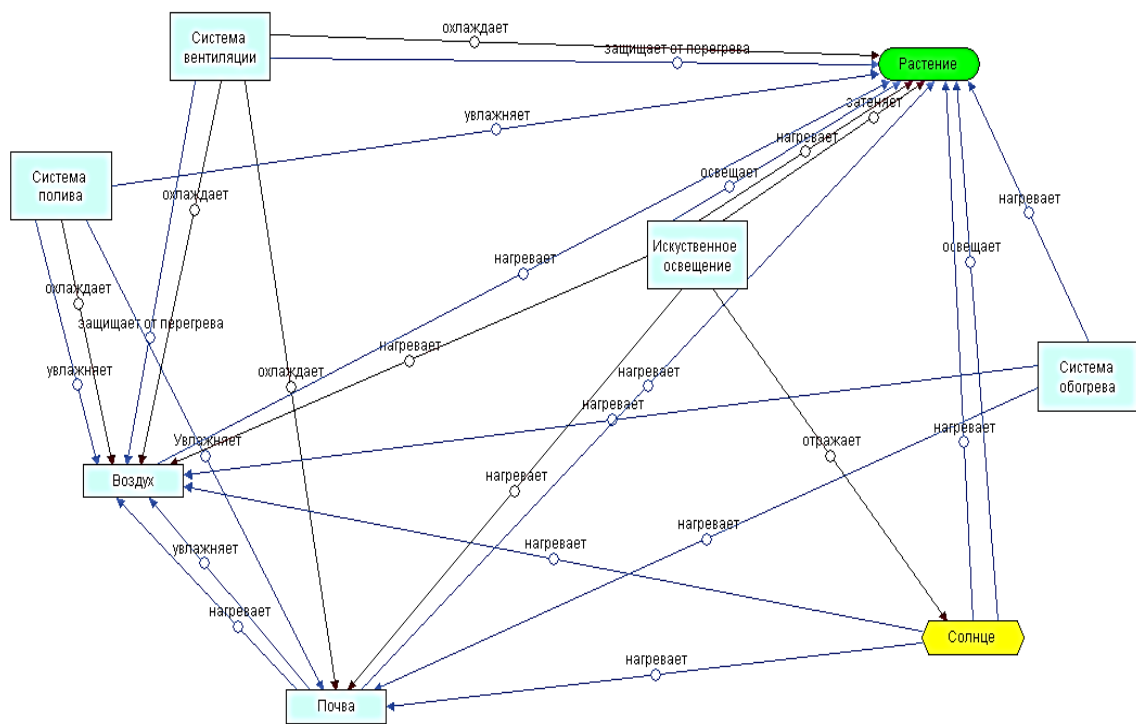 охлаждает
Система
вентиляции
защищает от перегрева
Растение
затеняет
увлажняет
нагревает
освещает
Система
полива
охлаждает
нагревает
Искуственное
освещение
освещает
нагревает
охлаждает
защищает от перегрева
нагревает
увлажняет
охлаждает
нагревает
нагревает
Система
обогрева
Увлажняет
отражает
нагревает
Воздух
нагревает
нагревает
увлажняет
нагревает
нагревает
Солнце
нагревает
Почва